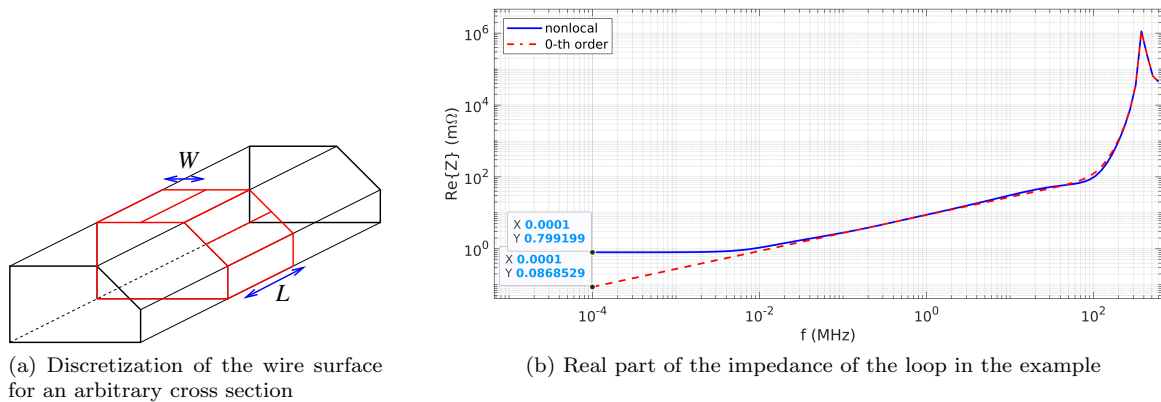 W
L
(a) Discretization of the wire surface
for an arbitrary cross section
nonlocal
0-th order
10^6
10^4
10^2
10^0
Re{Z} (mΩ)
X 0.0001
Y 0.799199
X 0.0001
Y 0.0868529
10^-4
10^-2
10^0
10^2
f (MHz)
(b) Real part of the impedance of the loop in the example